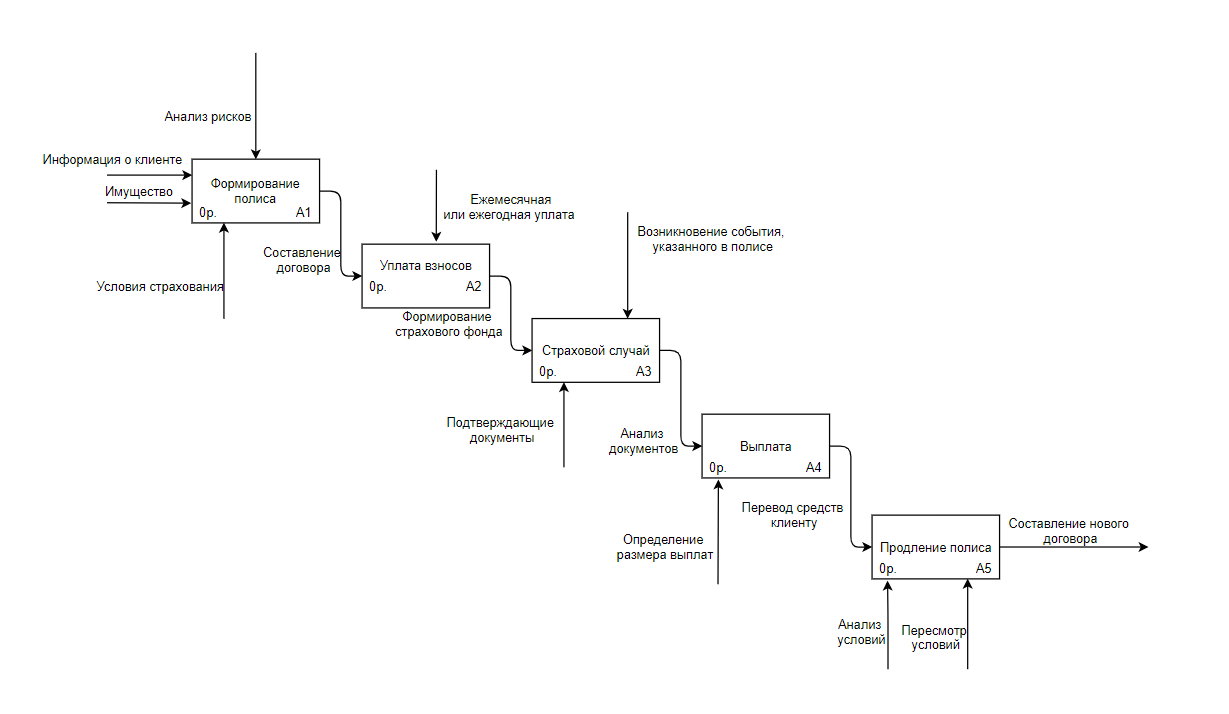 Анализ рисков
Информация о клиенте
Имущество
Формирование
полиса
0р.
A1
Условия страхования
Составление
договора
Ежемесячная
или ежегодная уплата
Уплата взносов
0р.
A2
Формирование
страхового фонда
Возникновение события,
указанного в полисе
Страховой случай
0р.
A3
Подтверждающие
документы
Анализ
документов
Выплата
0р.
A4
Определение
размера выплат
Перевод средств
клиенту
Продление полиса
0р.
A5
Составление нового
договора
Анализ
условий
Пересмотр
условий